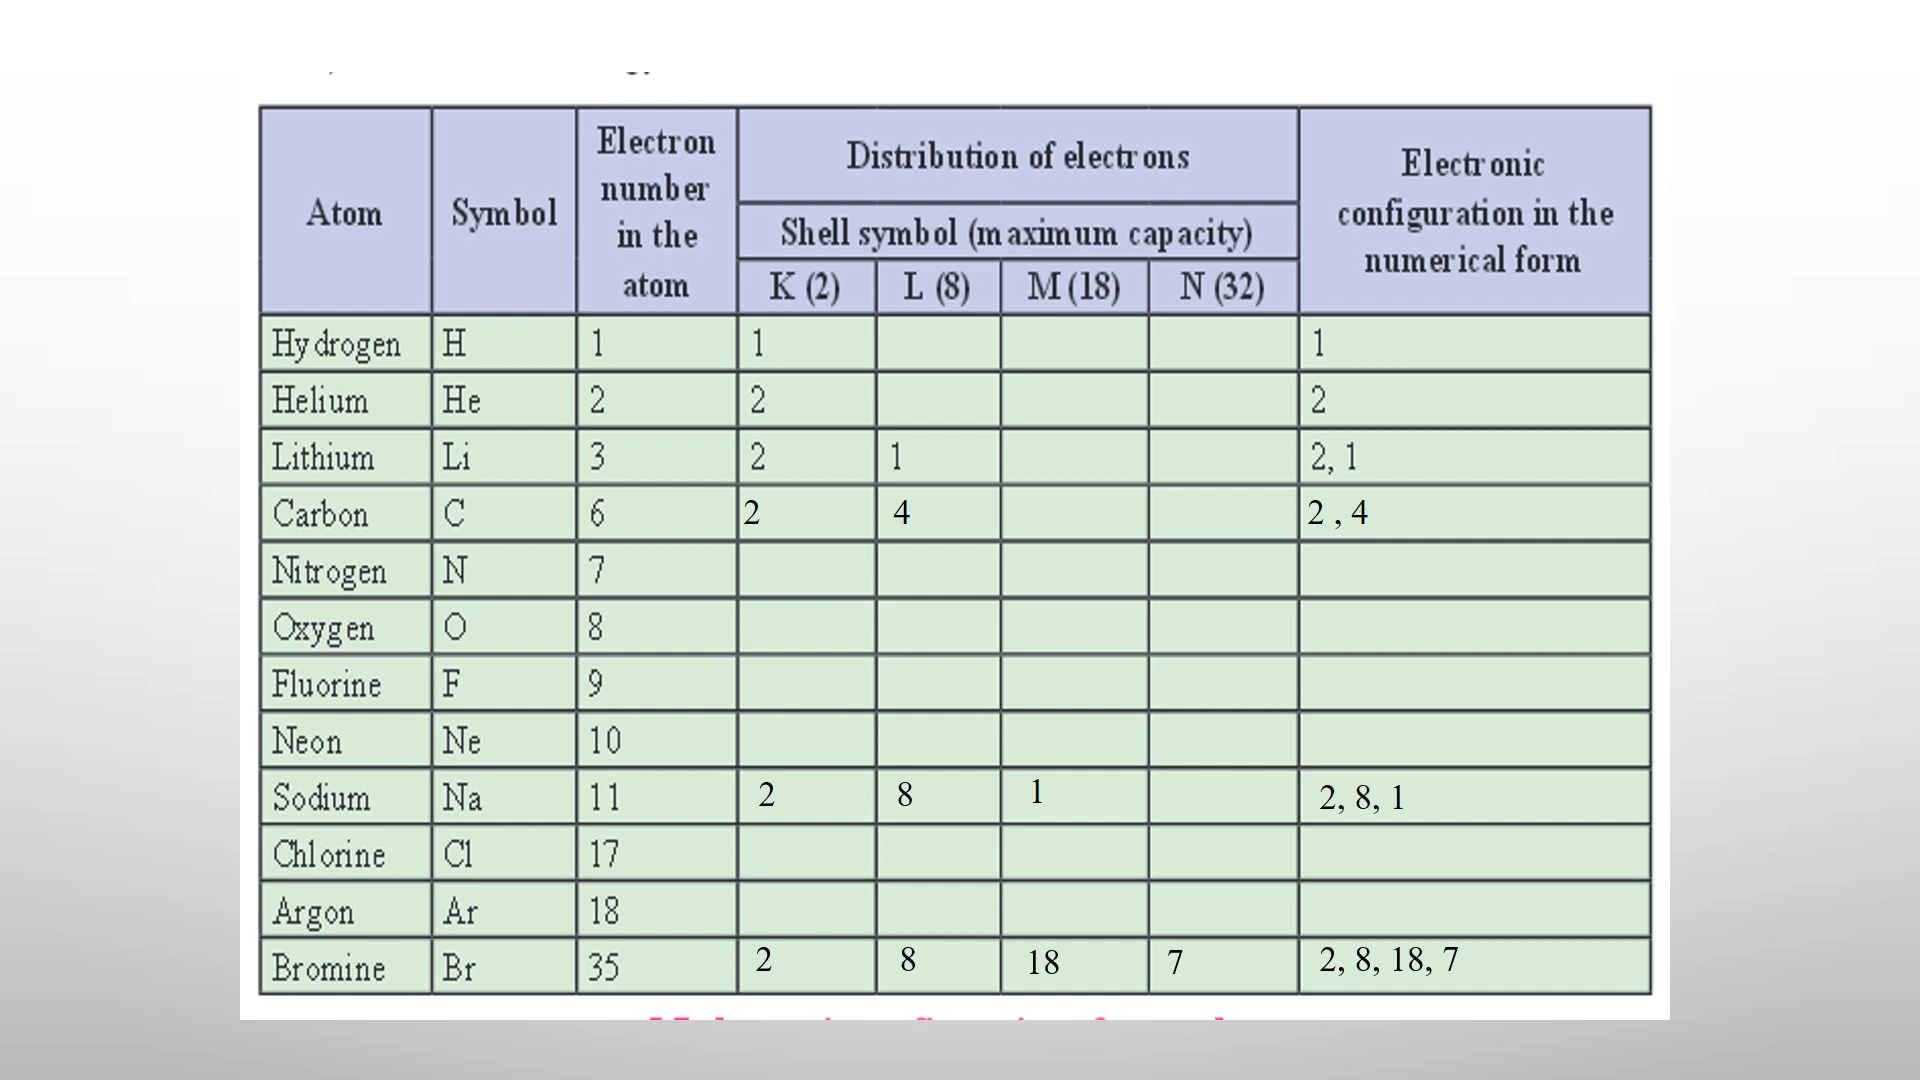 Atom Symbol Electron number in the atom Distribution of electrons Electronic configuration in the numerical form
Shell symbol (maximum capacity)
K (2) L (8) M (18) N (32)
Hydrogen H 1 1 1
Helium He 2 2 2
Lithium Li 3 2 1 2, 1
Carbon C 6 2 4 2 , 4
Nitrogen N 7
Oxygen O 8
Fluorine F 9
Neon Ne 10
Sodium Na 11 2 8 1 2, 8, 1
Chlorine Cl 17
Argon Ar 18
Bromine Br 35 2 8 18 7 2, 8, 18, 7